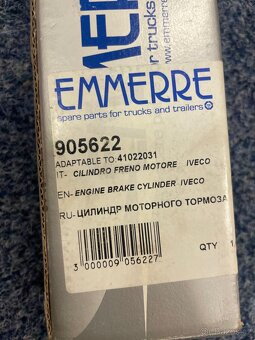 EMMERRE
spare parts for trucks and trailers
905622
ADAPTABLE TO: 41022031
IT- CILINDRO FRENO MOTORE IVECO
EN- ENGINE BRAKE CYLINDER IVECO
RU- ЦИЛИНДР МОТОРНОГО ТОРМОЗА
QTY 1
3 000009 056227